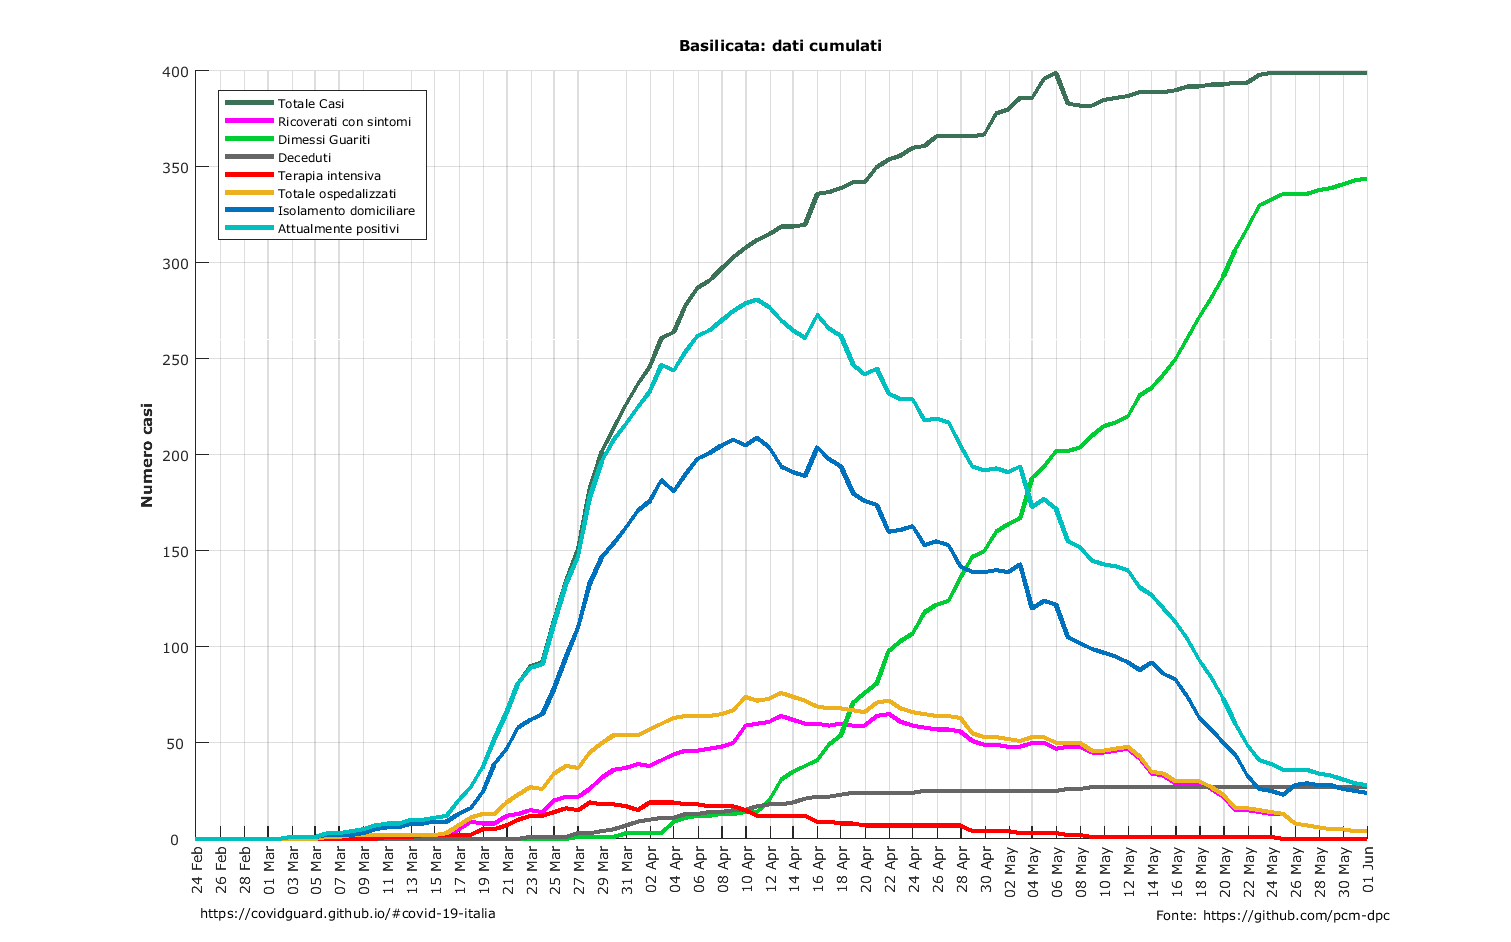 Basilicata: dati cumulati
Numero casi
400
350
300
250
200
150
100
50
0
Totale Casi
Ricoverati con sintomi
Dimessi Guariti
Deceduti
Terapia intensiva
Totale ospedalizzati
Isolamento domiciliare
Attualmente positivi
24 Feb
26 Feb
28 Feb
01 Mar
03 Mar
05 Mar
07 Mar
09 Mar
11 Mar
13 Mar
15 Mar
17 Mar
19 Mar
21 Mar
23 Mar
25 Mar
27 Mar
29 Mar
31 Mar
02 Apr
04 Apr
06 Apr
08 Apr
10 Apr
12 Apr
14 Apr
16 Apr
18 Apr
20 Apr
22 Apr
24 Apr
26 Apr
28 Apr
30 Apr
02 May
04 May
06 May
08 May
10 May
12 May
14 May
16 May
18 May
20 May
22 May
24 May
26 May
28 May
30 May
01 Jun
https://covidguard.github.io/#covid-19-italia
Fonte: https://github.com/pcm-dpc